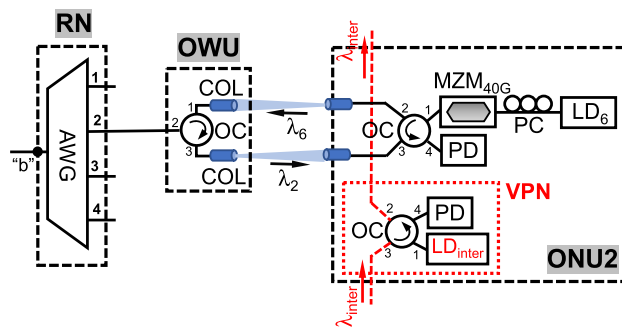 RN
OWU
λinter
1
COL
MZM40G
1
2
1
2
λ6
LD6
AWG
2
OC
OC
PC
"b"
3
3
3
4
PD
COL
λ2
4
VPN
2
4
PD
OC
LDinter
3
1
ONU2
λinter